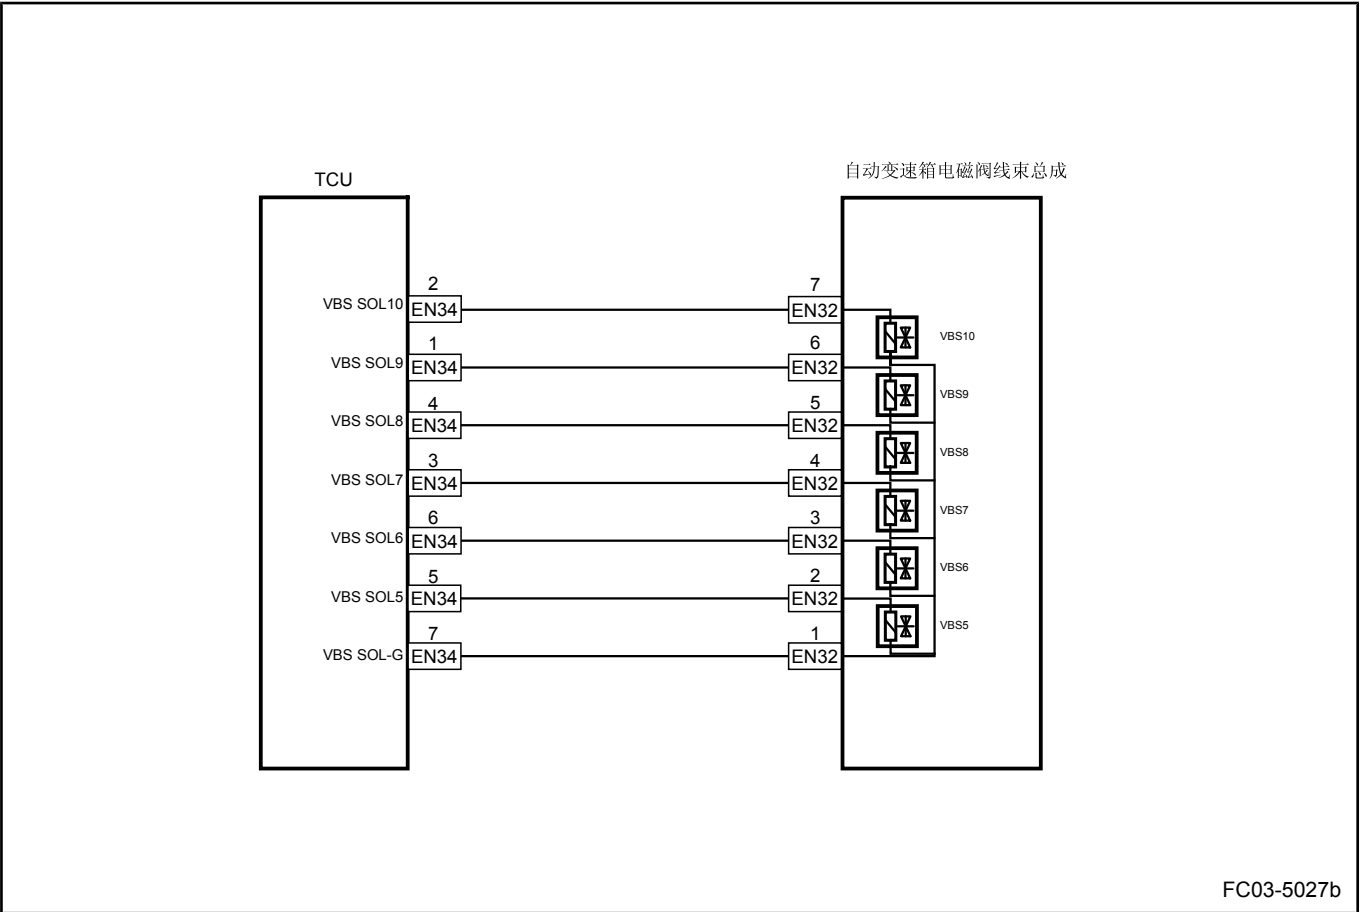 TCU
自动变速箱电磁阀线束总成
2
7
VBS SOL10
EN34
EN32
VBS10
1
6
VBS SOL9
EN34
EN32
VBS9
4
5
VBS SOL8
EN34
EN32
VBS8
3
4
VBS SOL7
EN34
EN32
VBS7
6
3
VBS SOL6
EN34
EN32
VBS6
5
2
VBS SOL5
EN34
EN32
VBS5
7
1
VBS SOL-G
EN34
EN32
FC03-5027b